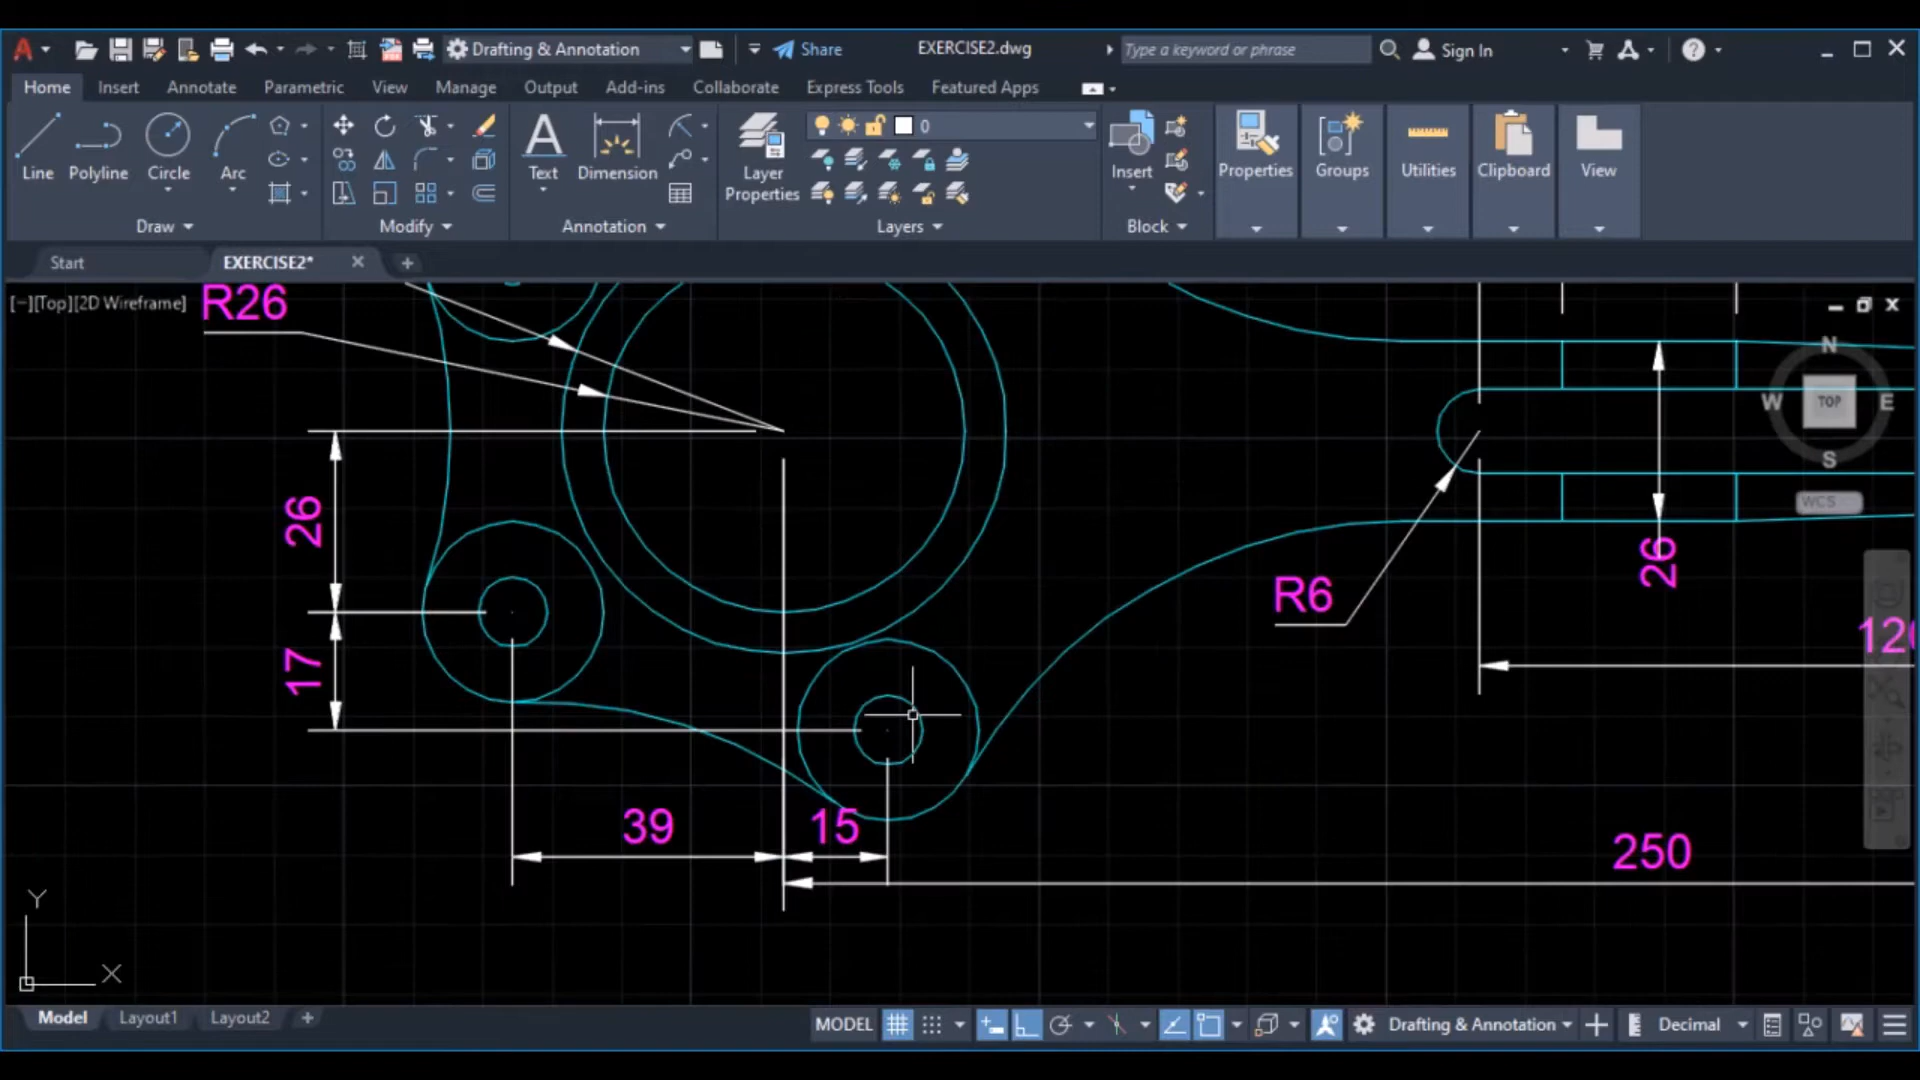 Drafting & Annotation
Share
EXERCISE2.dwg
Type a keyword or phrase
Sign In
Home Insert Annotate Parametric View Manage Output Add-ins Collaborate Express Tools Featured Apps
0
Line Polyline Circle Arc
Text Dimension
Layer Properties
Insert
Properties Groups Utilities Clipboard View
Draw Modify Annotation Layers Block
Start EXERCISE2*
[−][Top][2D Wireframe]
R26
N
W TOP E
S
WCS
26
R6
26
17
39
15
250
Y
X
Model Layout1 Layout2
MODEL
Drafting & Annotation
Decimal